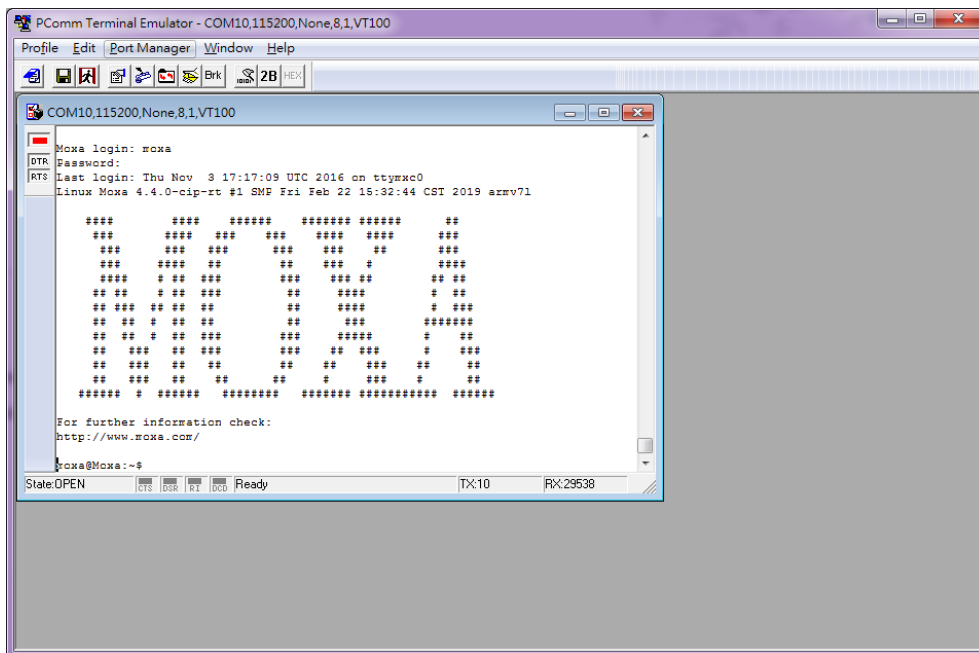 PComm Terminal Emulator - COM10,115200,None,8,1,VT100
Profile Edit Port Manager Window Help
Brk 2B HEX
COM10,115200,None,8,1,VT100
DTR
RTS
Moxa login: moxa
Password:
Last login: Thu Nov  3 17:17:09 UTC 2016 on ttymxc0
Linux Moxa 4.4.0-cip-rt #1 SMP Fri Feb 22 15:32:44 CST 2019 armv7l
MOXA
For further information check:
http://www.moxa.com/
moxa@Moxa:~$
State:OPEN CTS DSR RI DCD Ready TX:10 RX:29538